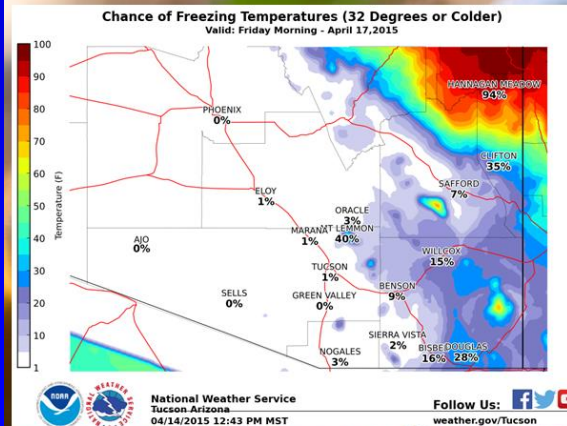 Chance of Freezing Temperatures (32 Degrees or Colder)
Valid: Friday Morning - April 17,2015
100
90
80
70
60
50
40
30
20
10
1
Temperature (F)
HANNAGAN MEADOW
94%
PHOENIX
0%
CLIFTON
35%
SAFFORD
7%
ELOY
1%
ORACLE
3%
MARANA
1%
MT LEMMON
40%
AJO
0%
WILLCOX
15%
TUCSON
1%
BENSON
9%
SELLS
0%
GREEN VALLEY
0%
SIERRA VISTA
2%
BISBEE
16%
DOUGLAS
28%
NOGALES
3%
NOAA
National Weather Service
Tucson Arizona
04/14/2015 12:43 PM MST
Follow Us:
weather.gov/Tucson